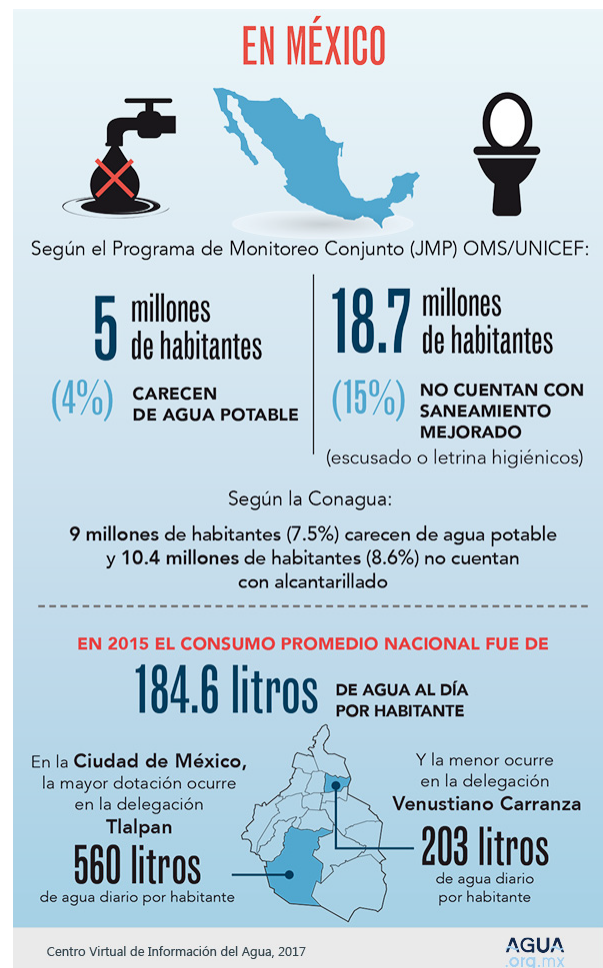 EN MÉXICO
Según el Programa de Monitoreo Conjunto (JMP) OMS/UNICEF:
5 millones
de habitantes
(4%) CARECEN
DE AGUA POTABLE
18.7 millones
de habitantes
(15%) NO CUENTAN CON
SANEAMIENTO
MEJORADO
(escusado o letrina higiénicos)
Según la Conagua:
9 millones de habitantes (7.5%) carecen de agua potable
y 10.4 millones de habitantes (8.6%) no cuentan
con alcantarillado
EN 2015 EL CONSUMO PROMEDIO NACIONAL FUE DE
184.6 litros DE AGUA AL DÍA
POR HABITANTE
En la Ciudad de México,
la mayor dotación ocurre
en la delegación
Tlalpan
560 litros
de agua diario por habitante
Y la menor ocurre
en la delegación
Venustiano Carranza
203 litros
de agua diario
por habitante
Centro Virtual de Información del Agua, 2017
AGUA
.org.mx